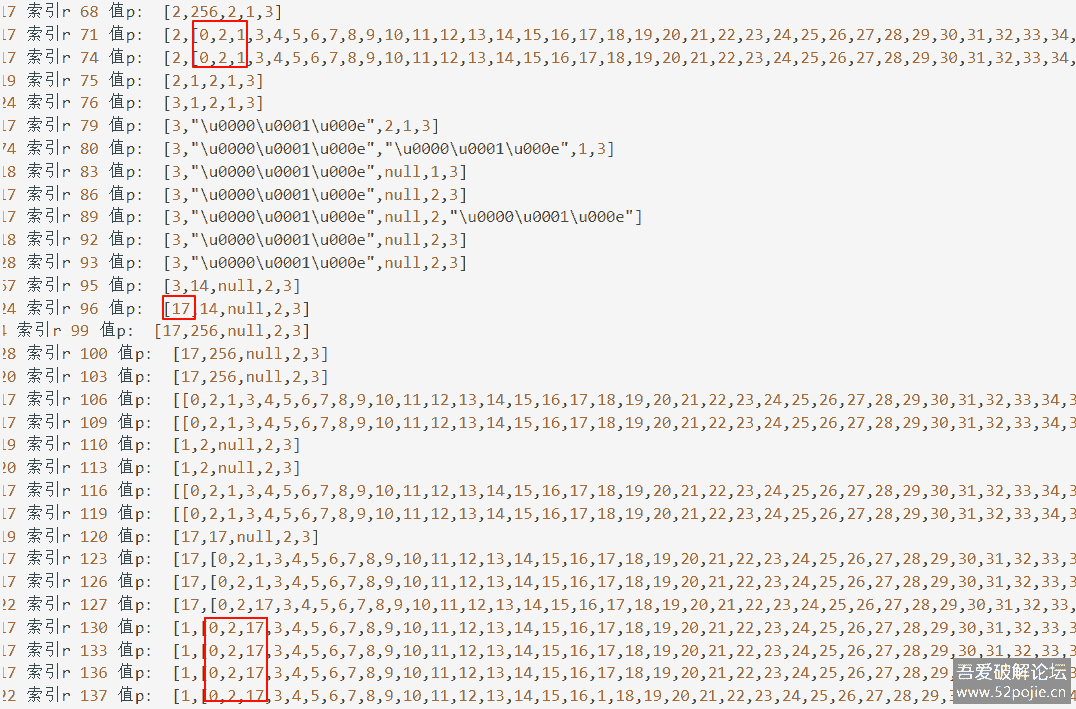 17 索引r 68 值p: [2,256,2,1,3]
17 索引r 71 值p: [2,[0,2,1,3,4,5,6,7,8,9,10,11,12,13,14,15,16,17,18,19,20,21,22,23,24,25,26,27,28,29,30,31,32,33,34,
17 索引r 74 值p: [2,[0,2,1,3,4,5,6,7,8,9,10,11,12,13,14,15,16,17,18,19,20,21,22,23,24,25,26,27,28,29,30,31,32,33,34,
19 索引r 75 值p: [2,1,2,1,3]
24 索引r 76 值p: [3,1,2,1,3]
17 索引r 79 值p: [3,"\u0000\u0001\u000e",2,1,3]
74 索引r 80 值p: [3,"\u0000\u0001\u000e","\u0000\u0001\u000e",1,3]
18 索引r 83 值p: [3,"\u0000\u0001\u000e",null,1,3]
17 索引r 86 值p: [3,"\u0000\u0001\u000e",null,2,3]
17 索引r 89 值p: [3,"\u0000\u0001\u000e",null,2,"\u0000\u0001\u000e"]
18 索引r 92 值p: [3,"\u0000\u0001\u000e",null,2,3]
28 索引r 93 值p: [3,"\u0000\u0001\u000e",null,2,3]
57 索引r 95 值p: [3,14,null,2,3]
24 索引r 96 值p: [17,14,null,2,3]
4 索引r 99 值p: [17,256,null,2,3]
28 索引r 100 值p: [17,256,null,2,3]
20 索引r 103 值p: [17,256,null,2,3]
17 索引r 106 值p: [[0,2,1,3,4,5,6,7,8,9,10,11,12,13,14,15,16,17,18,19,20,21,22,23,24,25,26,27,28,29,30,31,32,33,34,3
17 索引r 109 值p: [[0,2,1,3,4,5,6,7,8,9,10,11,12,13,14,15,16,17,18,19,20,21,22,23,24,25,26,27,28,29,30,31,32,33,34,3
19 索引r 110 值p: [1,2,null,2,3]
20 索引r 113 值p: [1,2,null,2,3]
17 索引r 116 值p: [[0,2,1,3,4,5,6,7,8,9,10,11,12,13,14,15,16,17,18,19,20,21,22,23,24,25,26,27,28,29,30,31,32,33,34,3
17 索引r 119 值p: [[0,2,1,3,4,5,6,7,8,9,10,11,12,13,14,15,16,17,18,19,20,21,22,23,24,25,26,27,28,29,30,31,32,33,34,3
19 索引r 120 值p: [17,17,null,2,3]
17 索引r 123 值p: [17,[0,2,1,3,4,5,6,7,8,9,10,11,12,13,14,15,16,17,18,19,20,21,22,23,24,25,26,27,28,29,30,31,32,33,3
17 索引r 126 值p: [17,[0,2,1,3,4,5,6,7,8,9,10,11,12,13,14,15,16,17,18,19,20,21,22,23,24,25,26,27,28,29,30,31,32,33,3
22 索引r 127 值p: [17,[0,2,17,3,4,5,6,7,8,9,10,11,12,13,14,15,16,17,18,19,20,21,22,23,24,25,26,27,28,29,30,31,32,33,
17 索引r 130 值p: [1,[0,2,17,3,4,5,6,7,8,9,10,11,12,13,14,15,16,17,18,19,20,21,22,23,24,25,26,27,28,29,30,31,32,33,3
17 索引r 133 值p: [1,[0,2,17,3,4,5,6,7,8,9,10,11,12,13,14,15,16,17,18,19,20,21,22,23,24,25,26,27,28,29,30,31,32,33,3
17 索引r 136 值p: [1,[0,2,17,3,4,5,6,7,8,9,10,11,12,13,14,15,16,17,18,19,20,21,22,23,24,25,26,27,28,29,
22 索引r 137 值p: [1,[0,2,17,3,4,5,6,7,8,9,10,11,12,13,14,15,16,1,18,19,20,21,22,23,24,25,26,27,28,29,
吾爱破解论坛
www.52pojie.cn